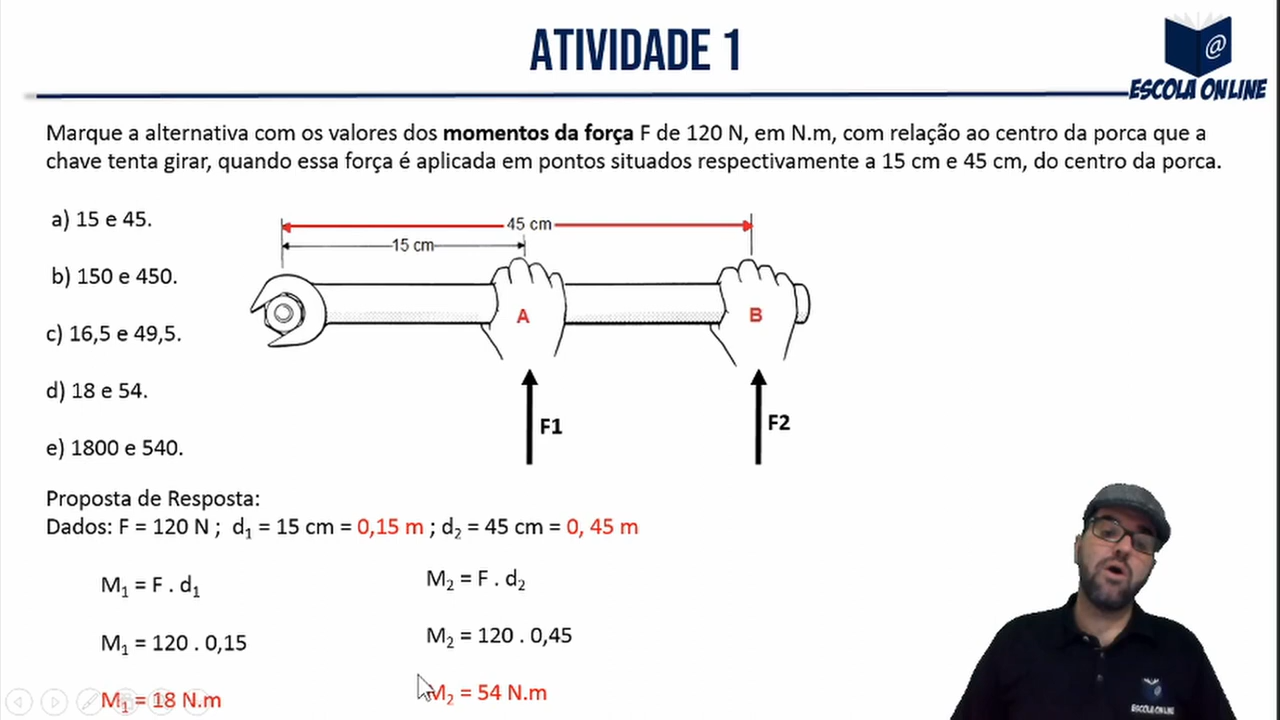 ATIVIDADE 1
@
ESCOLA ONLINE
Marque a alternativa com os valores dos momentos da força F de 120 N, em N.m, com relação ao centro da porca que a
chave tenta girar, quando essa força é aplicada em pontos situados respectivamente a 15 cm e 45 cm, do centro da porca.
a) 15 e 45.
b) 150 e 450.
c) 16,5 e 49,5.
d) 18 e 54.
e) 1800 e 540.
45 cm
15 cm
A
B
F1
F2
Proposta de Resposta:
Dados: F = 120 N ; d₁ = 15 cm = 0,15 m ; d₂ = 45 cm = 0, 45 m
M₁ = F . d₁
M₁ = 120 . 0,15
M₁ = 18 N.m
M₂ = F . d₂
M₂ = 120 . 0,45
M₂ = 54 N.m
ESCOLA ONLINE